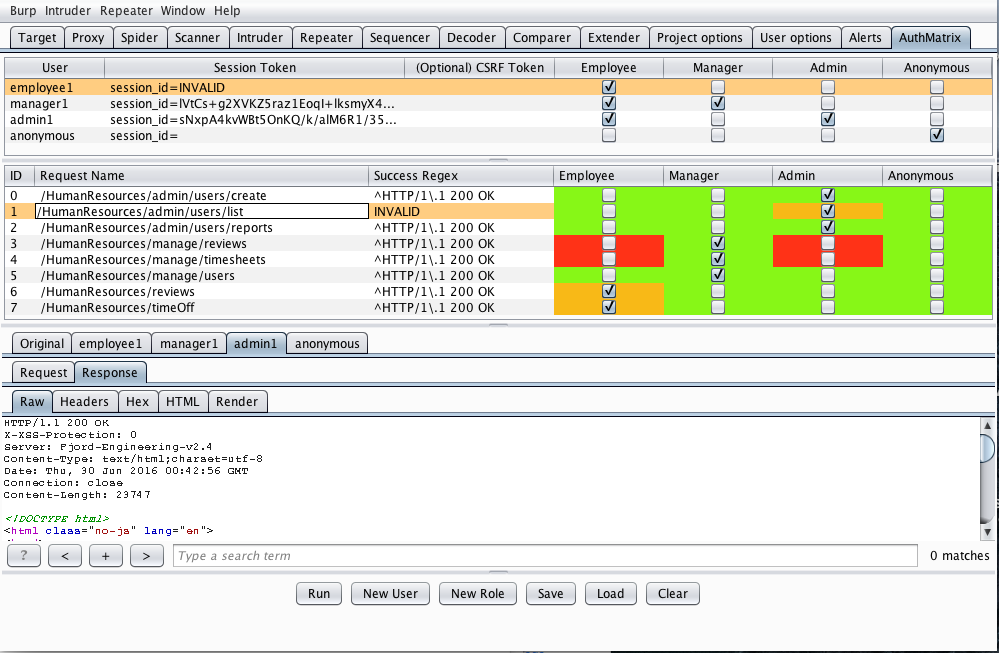 Burp Intruder Repeater Window Help
Target Proxy Spider Scanner Intruder Repeater Sequencer Decoder Comparer Extender Project options User options Alerts AuthMatrix
User Session Token (Optional) CSRF Token Employee Manager Admin Anonymous
employee1 session_id=INVALID
manager1 session_id=lVtCs+g2XVKZ5raz1EoqI+lksmyX4...
admin1 session_id=sNxpA4kvWBt5OnKQ/k/alM6R1/35...
anonymous session_id=
ID Request Name Success Regex Employee Manager Admin Anonymous
0 /HumanResources/admin/users/create ^HTTP/1\.1 200 OK
1 /HumanResources/admin/users/list INVALID
2 /HumanResources/admin/users/reports ^HTTP/1\.1 200 OK
3 /HumanResources/manage/reviews ^HTTP/1\.1 200 OK
4 /HumanResources/manage/timesheets ^HTTP/1\.1 200 OK
5 /HumanResources/manage/users ^HTTP/1\.1 200 OK
6 /HumanResources/reviews ^HTTP/1\.1 200 OK
7 /HumanResources/timeOff ^HTTP/1\.1 200 OK
Original employee1 manager1 admin1 anonymous
Request Response
Raw Headers Hex HTML Render
HTTP/1.1 200 OK
X-XSS-Protection: 0
Server: Fjord-Engineering-v2.4
Content-Type: text/html;charset=utf-8
Date: Thu, 30 Jun 2016 00:42:56 GMT
Connection: close
Content-Length: 29747
<!DOCTYPE html>
<html class="no-js" lang="en">
? < + > Type a search term 0 matches
Run New User New Role Save Load Clear